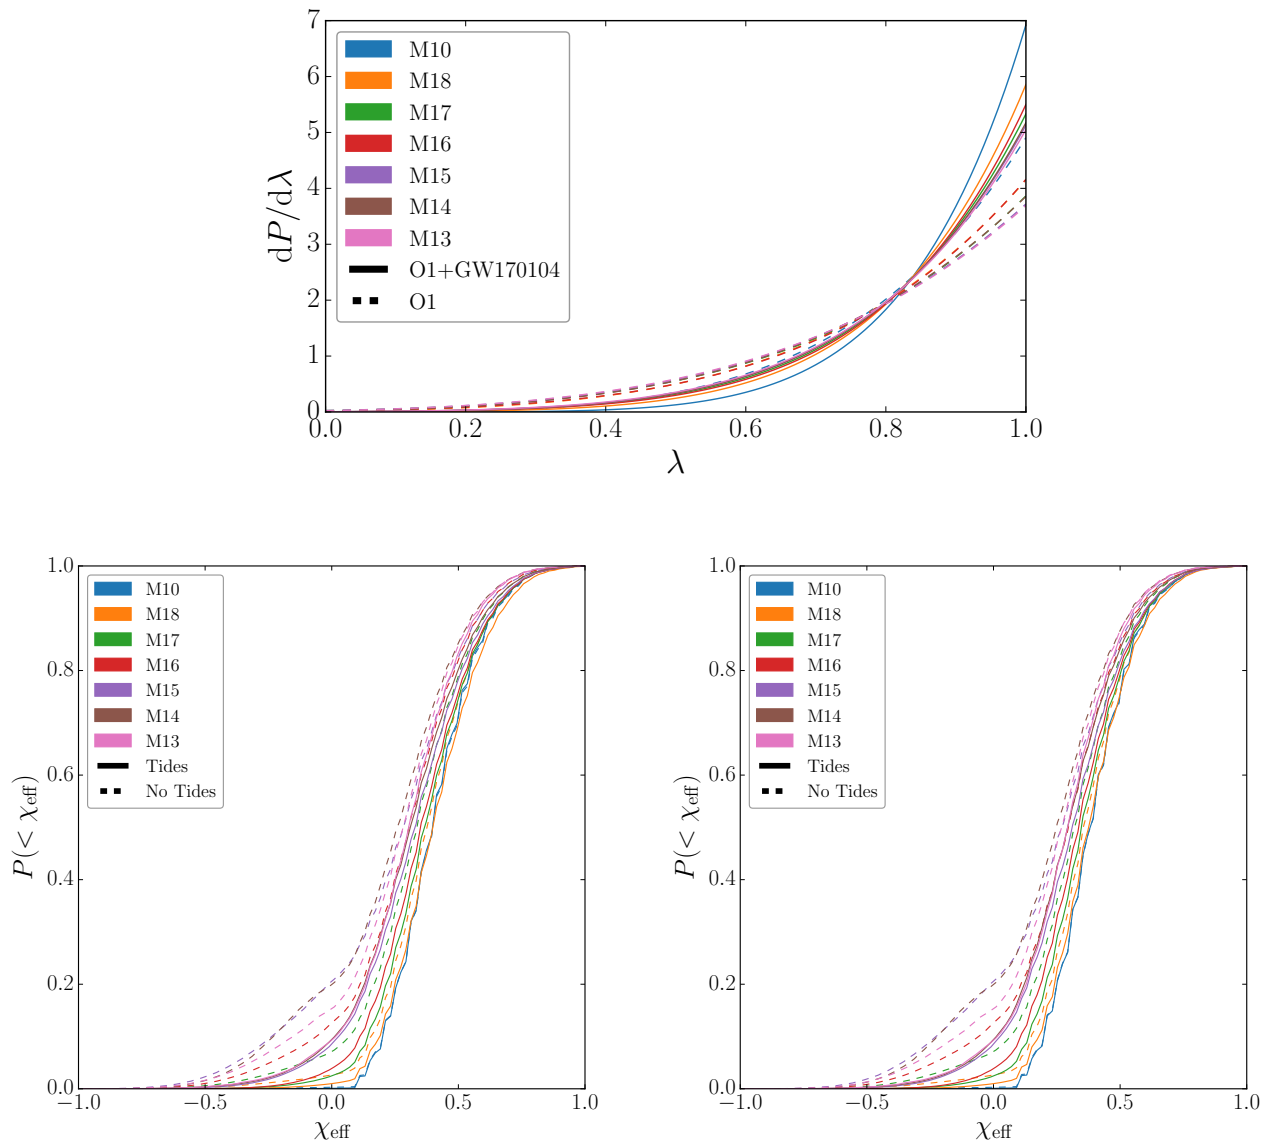 7
6
5
4
3
2
1
0
dP/dλ
M10
M18
M17
M16
M15
M14
M13
O1+GW170104
O1
0.0 0.2 0.4 0.6 0.8 1.0
λ
1.0
0.8
0.6
0.4
0.2
0.0
P(< χeff)
M10
M18
M17
M16
M15
M14
M13
Tides
No Tides
−1.0 −0.5 0.0 0.5 1.0
χeff
1.0
0.8
0.6
0.4
0.2
0.0
P(< χeff)
M10
M18
M17
M16
M15
M14
M13
Tides
No Tides
−1.0 −0.5 0.0 0.5 1.0
χeff